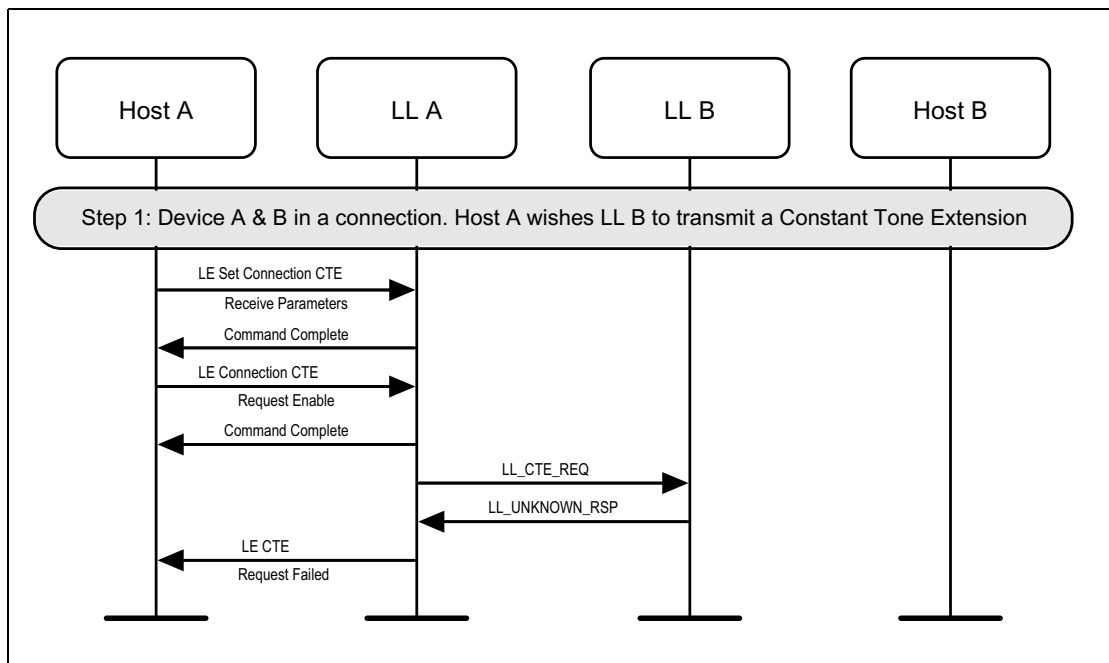 Host A
LL A
LL B
Host B
Step 1: Device A & B in a connection. Host A wishes LL B to transmit a Constant Tone Extension
LE Set Connection CTE
Receive Parameters
Command Complete
LE Connection CTE
Request Enable
Command Complete
LL_CTE_REQ
LL_UNKNOWN_RSP
LE CTE
Request Failed